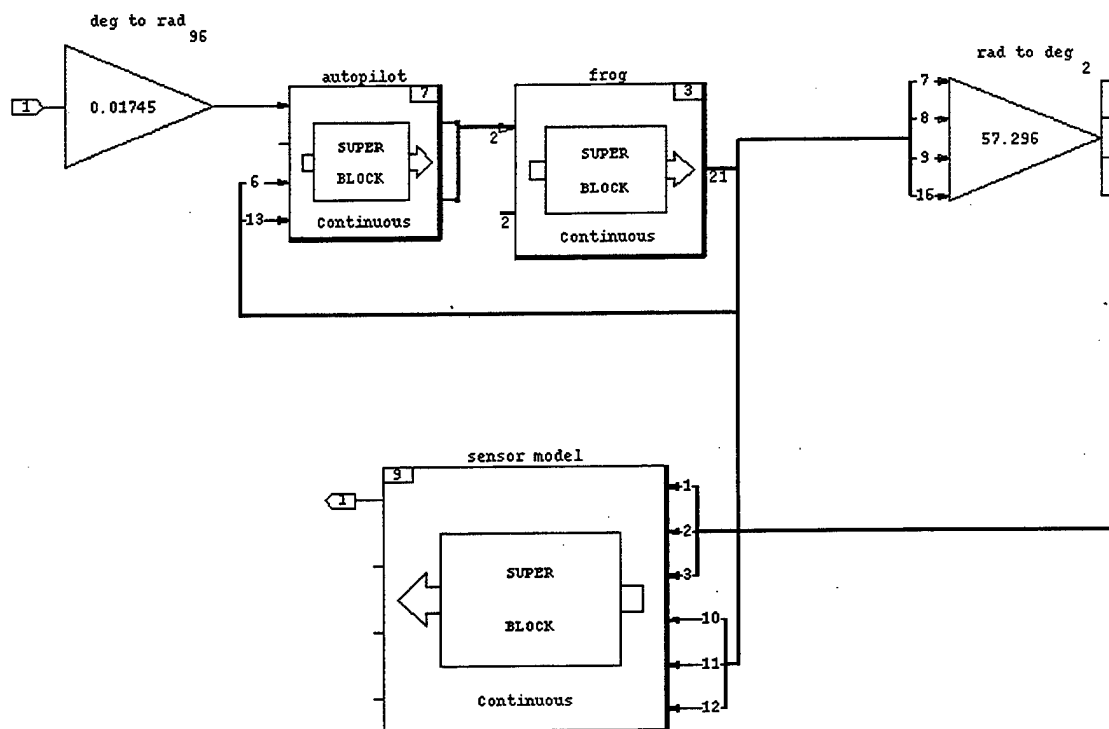 deg to rad
96
1
0.01745
autopilot
7
SUPER
BLOCK
6
13
Continuous
frog
3
2
SUPER
BLOCK
21
2
Continuous
rad to deg
2
7
8
9
16
57.296
sensor model
9
1
1
2
3
SUPER
BLOCK
10
11
12
Continuous